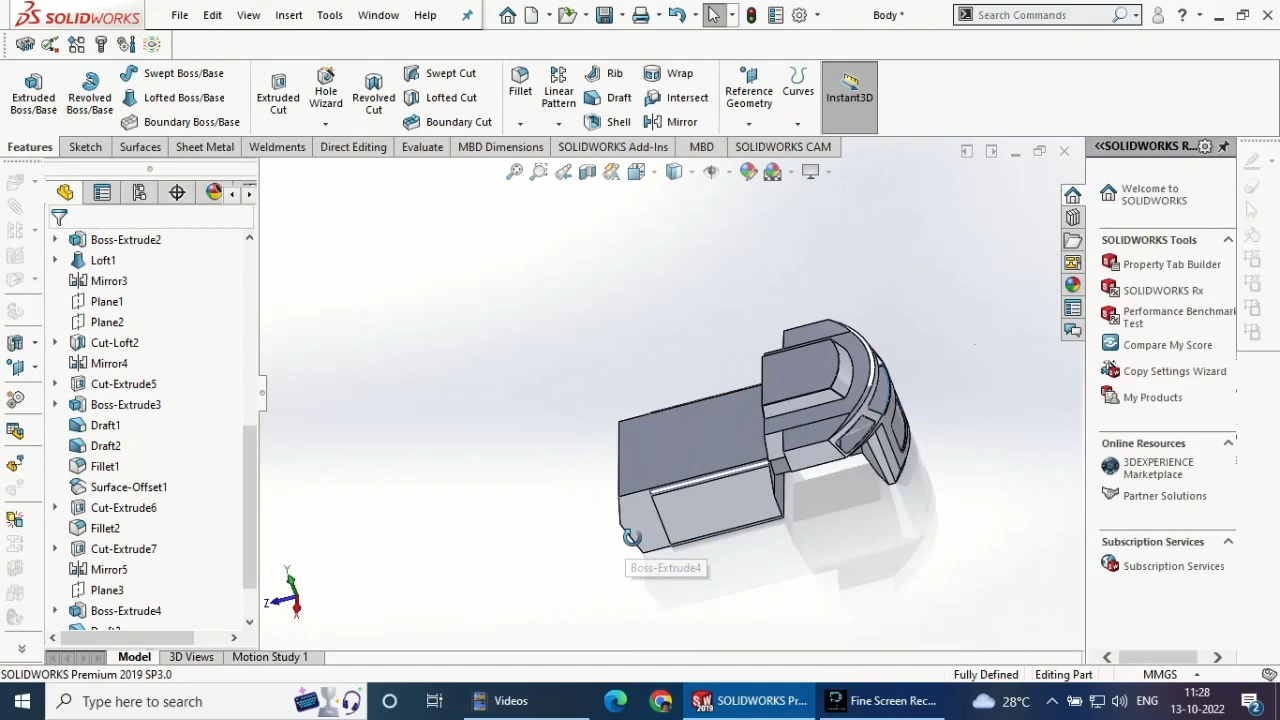 SOLIDWORKS
File
Edit
View
Insert
Tools
Simulation
Window
Help
Body *
Search Commands
Extruded Boss/Base
Revolved Boss/Base
Swept Boss/Base
Lofted Boss/Base
Boundary Boss/Base
Extruded Cut
Hole Wizard
Revolved Cut
Swept Cut
Lofted Cut
Boundary Cut
Fillet
Linear Pattern
Rib
Draft
Shell
Wrap
Intersect
Mirror
Reference Geometry
Curves
Instant3D
Features
Sketch
Surfaces
Sheet Metal
Weldments
Direct Editing
Evaluate
MBD Dimensions
SOLIDWORKS Add-Ins
MBD
SOLIDWORKS CAM
Boss-Extrude2
Loft1
Mirror3
Plane1
Plane2
Cut-Loft2
Mirror4
Cut-Extrude5
Boss-Extrude3
Draft1
Draft2
Fillet1
Surface-Offset1
Cut-Extrude6
Fillet2
Cut-Extrude7
Mirror5
Plane3
Boss-Extrude4
Boss-Extrude4
Y
Z
X
SOLIDWORKS R...
Welcome to
SOLIDWORKS
SOLIDWORKS Tools
Property Tab Builder
SOLIDWORKS Rx
Performance Benchmark
Test
Compare My Score
Copy Settings Wizard
My Products
Online Resources
3DEXPERIENCE
Marketplace
Partner Solutions
Subscription Services
Subscription Services
Model
3D Views
Motion Study 1
SOLIDWORKS Premium 2019 SP3.0
Fully Defined
Editing Part
MMGS
Type here to search
Videos
SOLIDWORKS Pr...
Fine Screen Rec...
28°C
ENG
11:28
13-10-2022
2